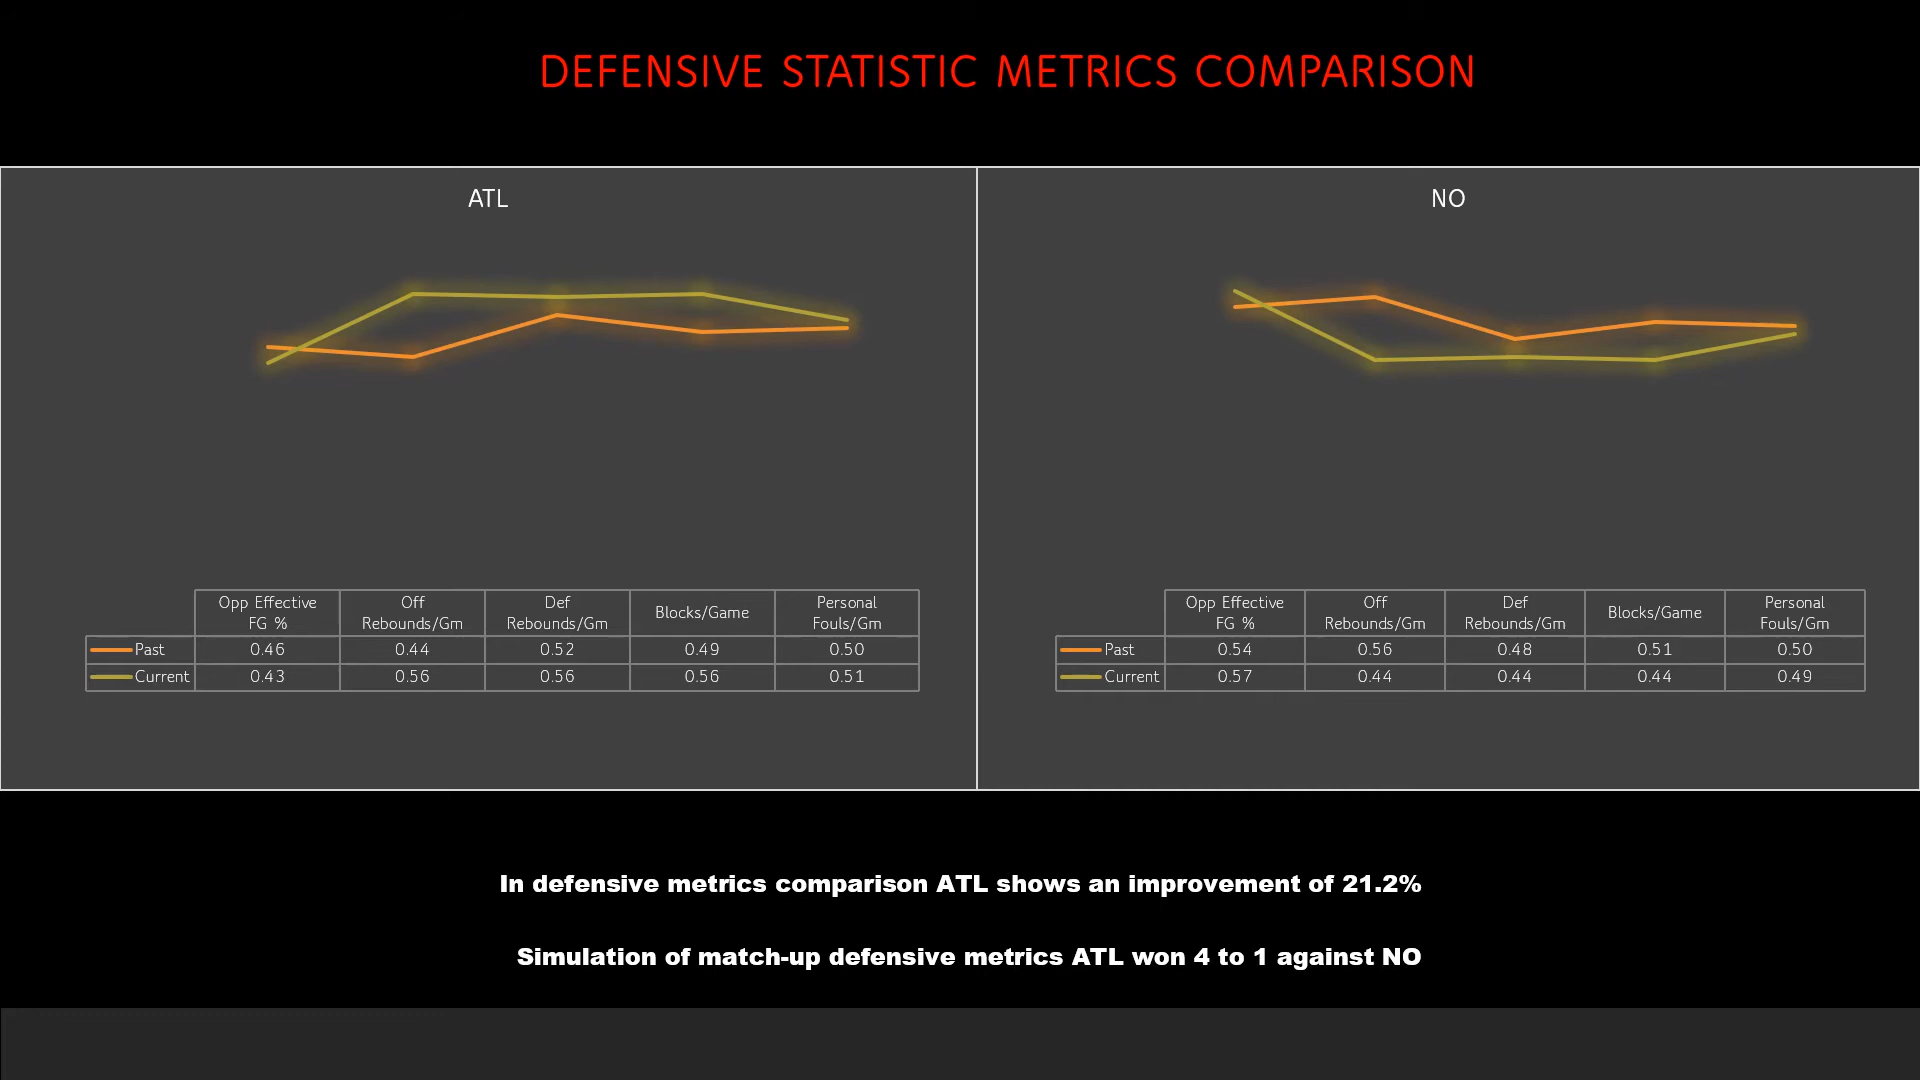 DEFENSIVE STATISTIC METRICS COMPARISON
ATL
Opp Effective FG % Off Rebounds/Gm Def Rebounds/Gm Blocks/Game Personal Fouls/Gm
Past 0.46 0.44 0.52 0.49 0.50
Current 0.43 0.56 0.56 0.56 0.51
NO
Opp Effective FG % Off Rebounds/Gm Def Rebounds/Gm Blocks/Game Personal Fouls/Gm
Past 0.54 0.56 0.48 0.51 0.50
Current 0.57 0.44 0.44 0.44 0.49
In defensive metrics comparison ATL shows an improvement of 21.2%
Simulation of match-up defensive metrics ATL won 4 to 1 against NO